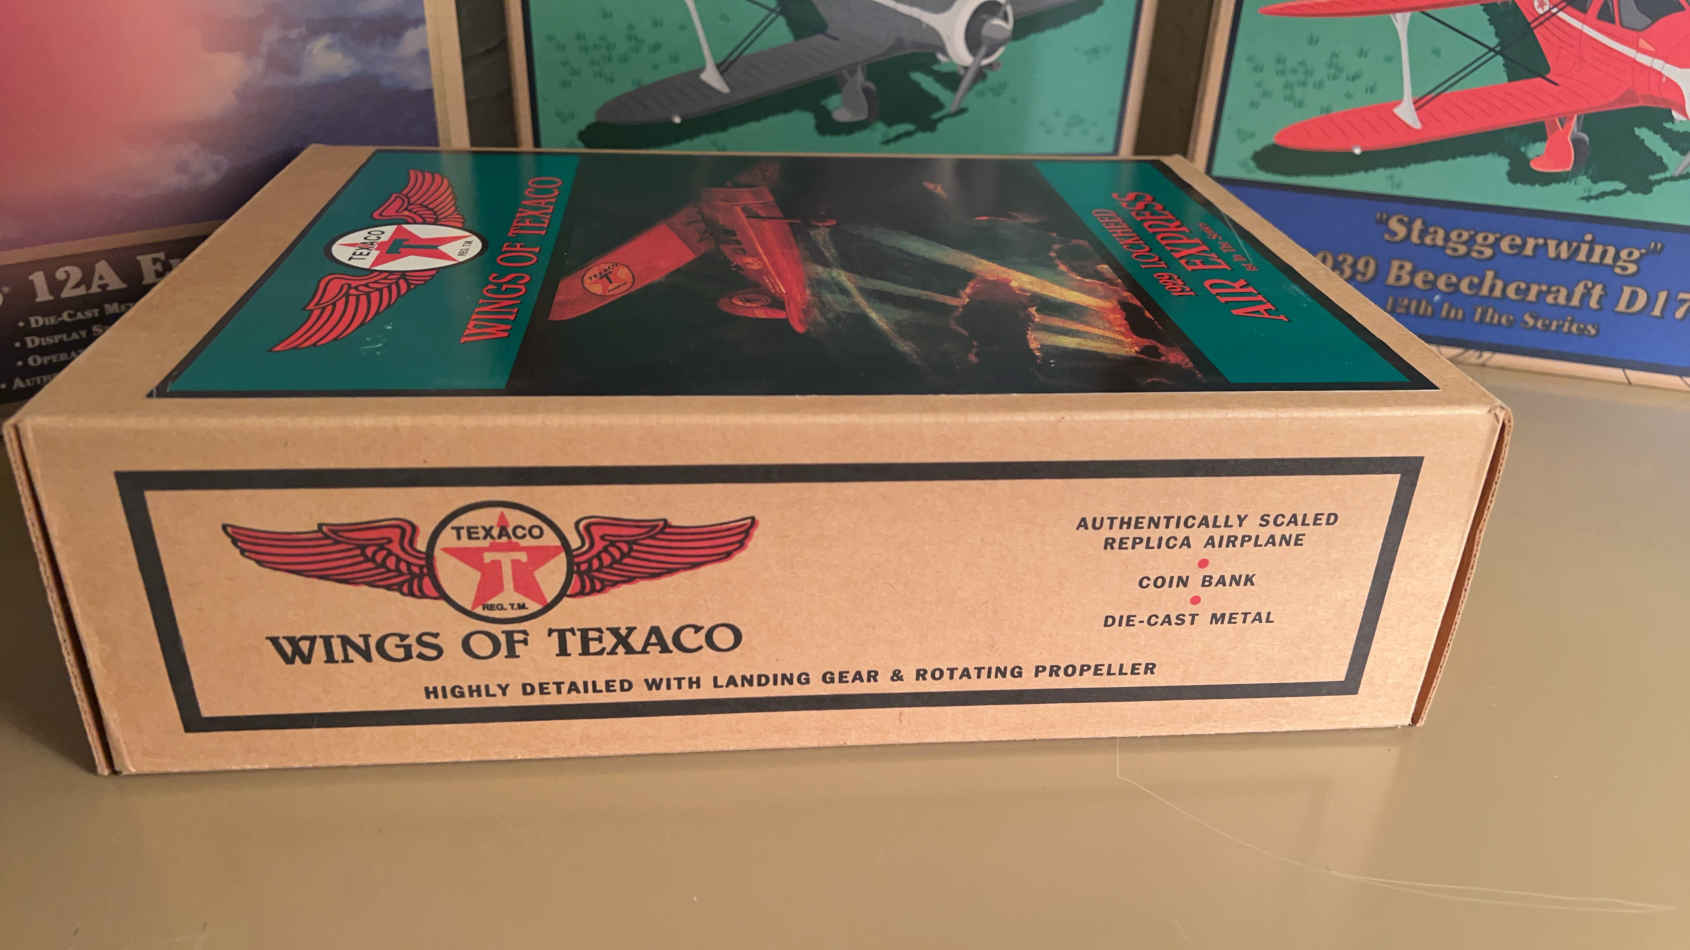 TEXACO
T
REG. T.M.
WINGS OF TEXACO
HIGHLY DETAILED WITH LANDING GEAR & ROTATING PROPELLER
AUTHENTICALLY SCALED
REPLICA AIRPLANE
COIN BANK
DIE-CAST METAL
TEXACO
T
REG. T.M.
WINGS OF TEXACO
TEXACO
1929 LOCKHEED
AIR EXPRESS
12A
• DIE-CAST
• DISPLAY
"Staggerwing"
939 Beechcraft D17
12th In The Series